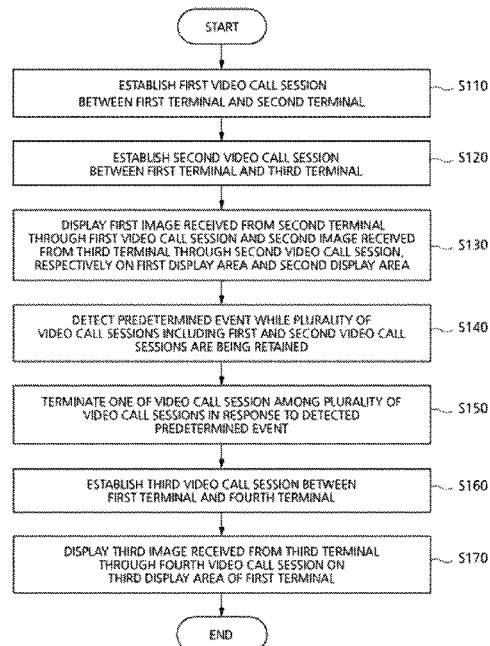 START
ESTABLISH FIRST VIDEO CALL SESSION
BETWEEN FIRST TERMINAL AND SECOND TERMINAL
S110
ESTABLISH SECOND VIDEO CALL SESSION
BETWEEN FIRST TERMINAL AND THIRD TERMINAL
S120
DISPLAY FIRST IMAGE RECEIVED FROM SECOND TERMINAL
THROUGH FIRST VIDEO CALL SESSION AND SECOND IMAGE RECEIVED
FROM THIRD TERMINAL THROUGH SECOND VIDEO CALL SESSION,
RESPECTIVELY ON FIRST DISPLAY AREA AND SECOND DISPLAY AREA
S130
DETECT PREDETERMINED EVENT WHILE PLURALITY OF
VIDEO CALL SESSIONS INCLUDING FIRST AND SECOND VIDEO CALL
SESSIONS ARE BEING RETAINED
S140
TERMINATE ONE OF VIDEO CALL SESSION AMONG PLURALITY OF
VIDEO CALL SESSIONS IN RESPONSE TO DETECTED
PREDETERMINED EVENT
S150
ESTABLISH THIRD VIDEO CALL SESSION BETWEEN
FIRST TERMINAL AND FOURTH TERMINAL
S160
DISPLAY THIRD IMAGE RECEIVED FROM THIRD TERMINAL
THROUGH FOURTH VIDEO CALL SESSION ON
THIRD DISPLAY AREA OF FIRST TERMINAL
S170
END